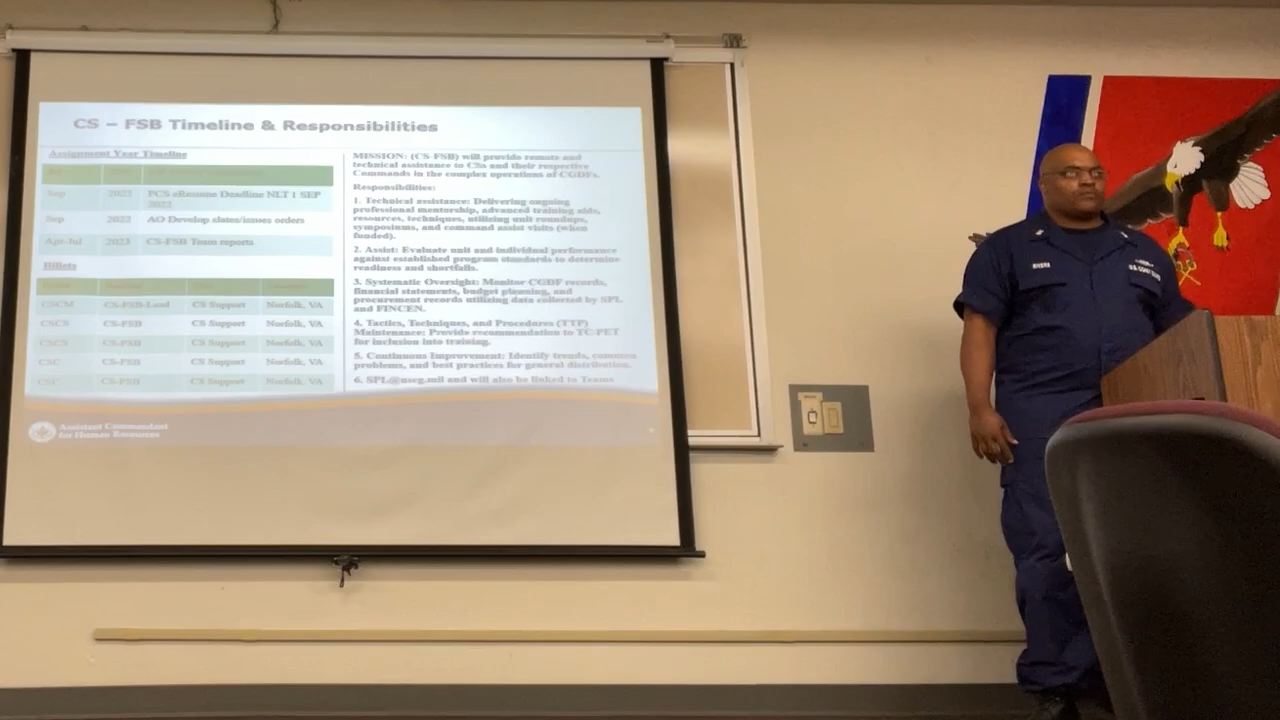 CS – FSB Timeline & Responsibilities
Assignment Year Timeline
Sep 2022 PCS eResume Deadline NLT 1 SEP
2022
Sep 2022 AO Develop slates/issues orders
Apr-Jul 2023 CS-FSB Team reports
Billets
CSCM CS-FSB-Lead CS Support Norfolk, VA
CSCS CS-FSB CS Support Norfolk, VA
CSCS CS-FSB CS Support Norfolk, VA
CSC CS-FSB CS Support Norfolk, VA
CSC CS-FSB CS Support Norfolk, VA
MISSION: (CS-FSB) will provide remote and
technical assistance to CSs and their respective
Commands in the complex operations of CGDFs.
Responsibilities:
1. Technical assistance: Delivering ongoing
professional mentorship, advanced training aids,
resources, techniques, utilizing unit roundups,
symposiums, and command assist visits (when
funded).
2. Assist: Evaluate unit and individual performance
against established program standards to determine
readiness and shortfalls.
3. Systematic Oversight: Monitor CGDF records,
financial statements, budget planning, and
procurement records utilizing data collected by SPL
and FINCEN.
4. Tactics, Techniques, and Procedures (TTP)
Maintenance: Provide recommendation to TC-PET
for inclusion into training.
5. Continuous Improvement: Identify trends, common
problems, and best practices for general distribution.
6. SPL@uscg.mil and will also be linked to Teams
Assistant Commandant
for Human Resources
U.S. COAST GUARD